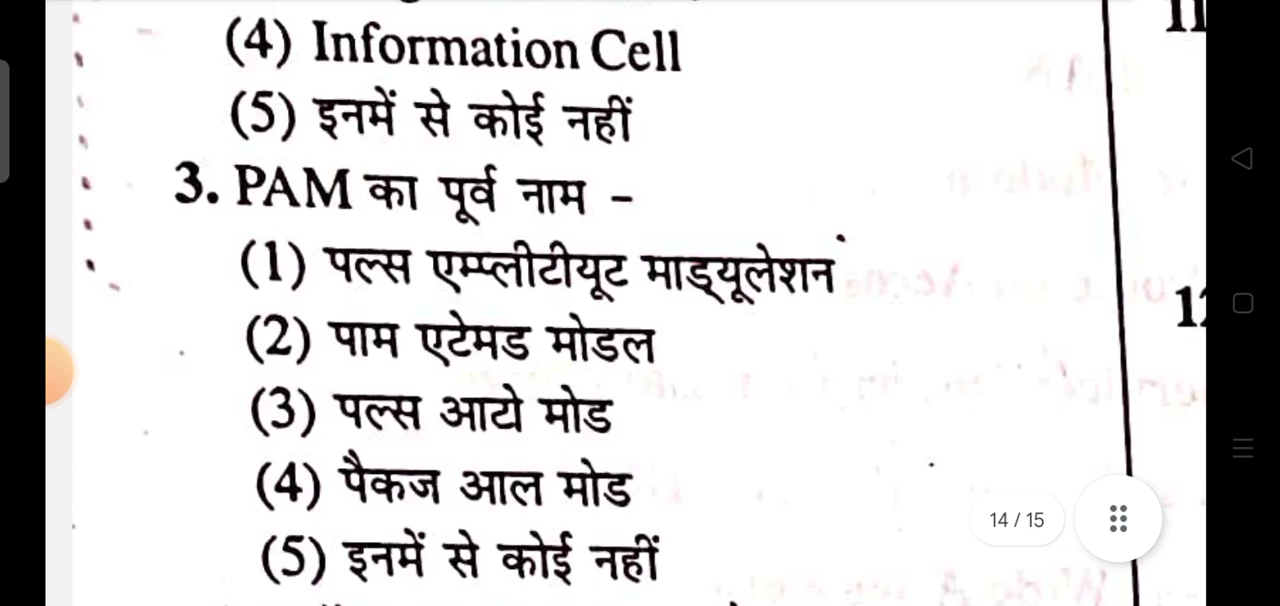 (4) Information Cell
(5) इनमें से कोई नहीं
3. PAM का पूर्व नाम -
(1) पल्स एम्प्लीटीयूट माड्यूलेशन
(2) पाम एटेमड मोडल
(3) पल्स आटो मोड
(4) पैकज आल मोड
(5) इनमें से कोई नहीं
14 / 15